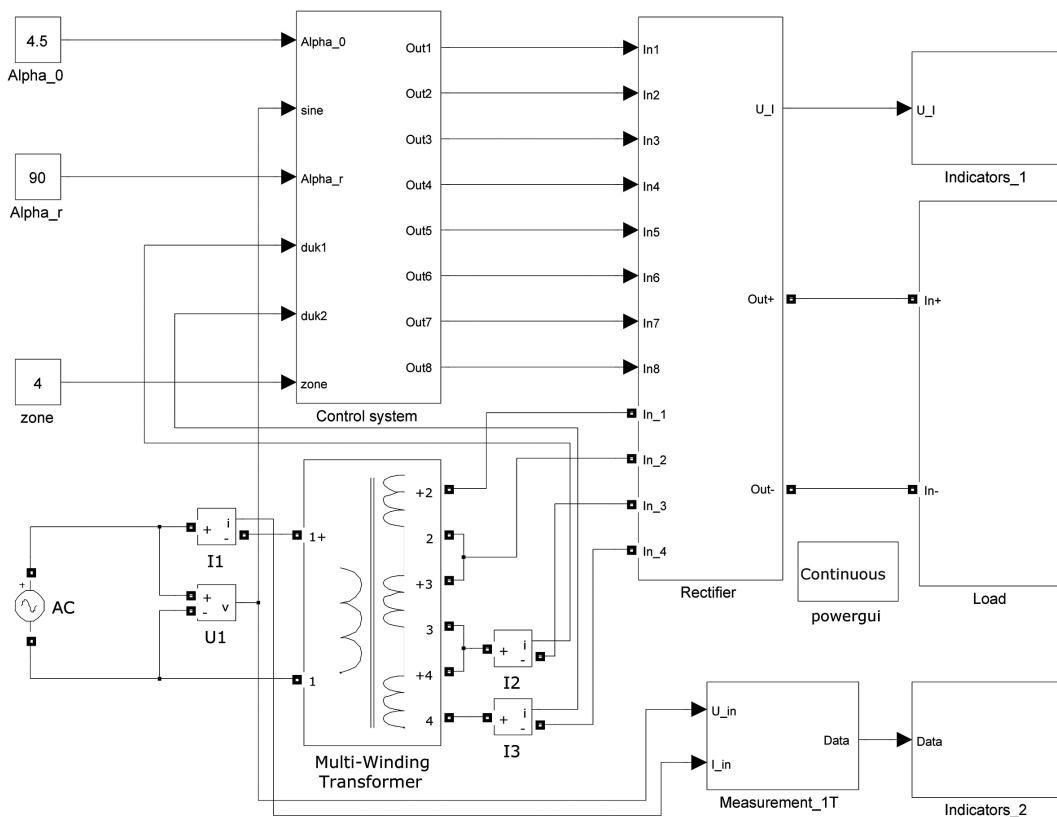 4.5
Alpha_0
90
Alpha_r
4
zone
Alpha_0
sine
Alpha_r
duk1
duk2
zone
Out1
Out2
Out3
Out4
Out5
Out6
Out7
Out8
Control system
In1
In2
In3
In4
In5
In6
In7
In8
In_1
In_2
In_3
In_4
U_I
Out+
Out-
Rectifier
U_I
Indicators_1
In+
In-
Load
Continuous
powergui
+
AC
+
i
-
I1
+
-
v
U1
1+
1
+2
2
+3
3
+4
4
Multi-Winding
Transformer
+
i
-
I2
+
i
-
I3
U_in
I_in
Data
Measurement_1T
Data
Indicators_2